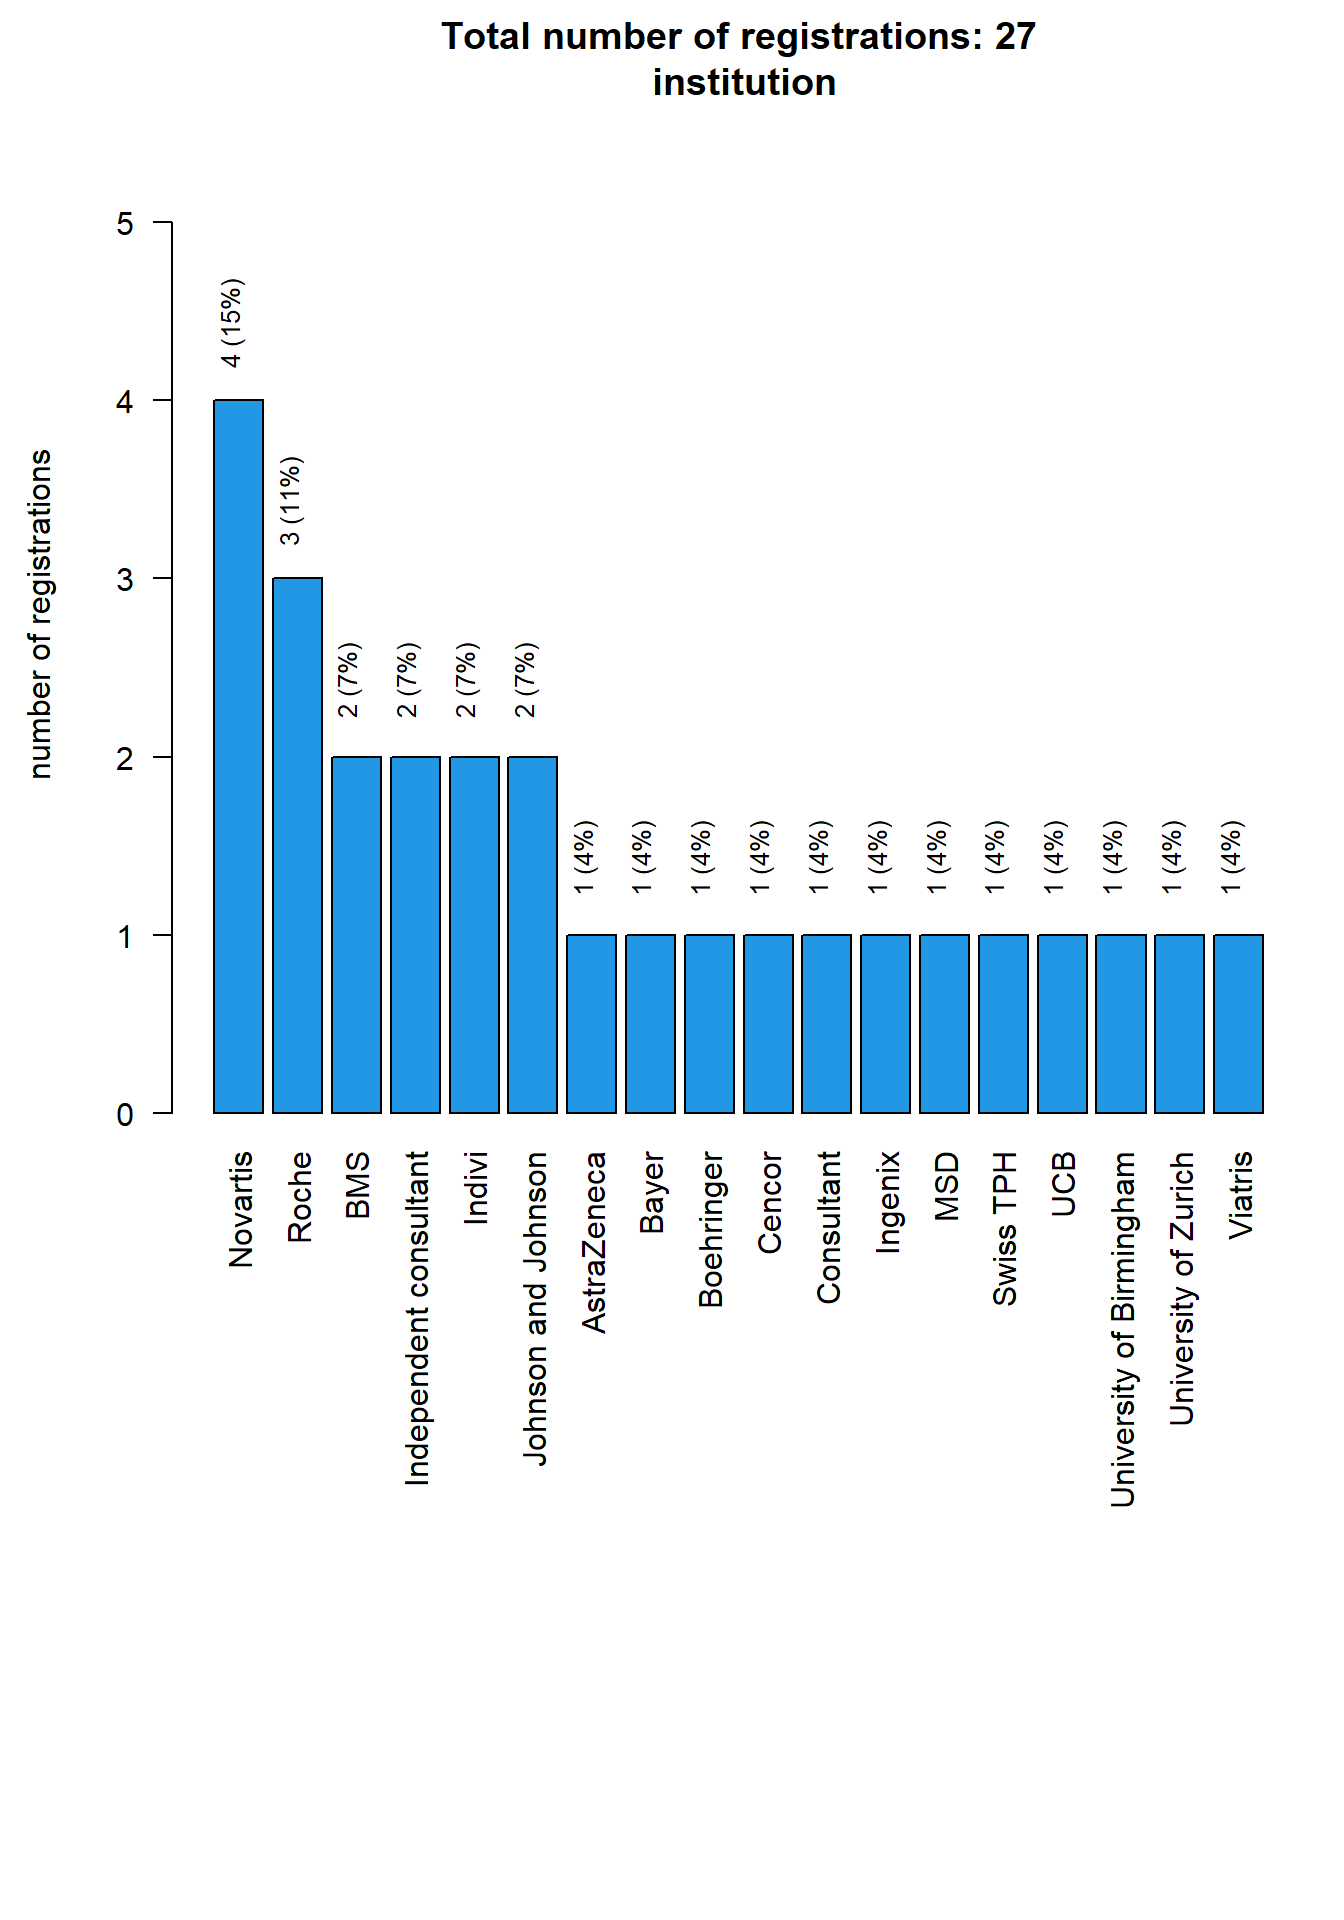 Total number of registrations: 27
institution
number of registrations
5
4
3
2
1
0
4 (15%)
3 (11%)
2 (7%)
2 (7%)
2 (7%)
2 (7%)
1 (4%)
1 (4%)
1 (4%)
1 (4%)
1 (4%)
1 (4%)
1 (4%)
1 (4%)
1 (4%)
1 (4%)
1 (4%)
1 (4%)
Novartis
Roche
BMS
Independent consultant
Indivi
Johnson and Johnson
AstraZeneca
Bayer
Boehringer
Cencor
Consultant
Ingenix
MSD
Swiss TPH
UCB
University of Birmingham
University of Zurich
Viatris